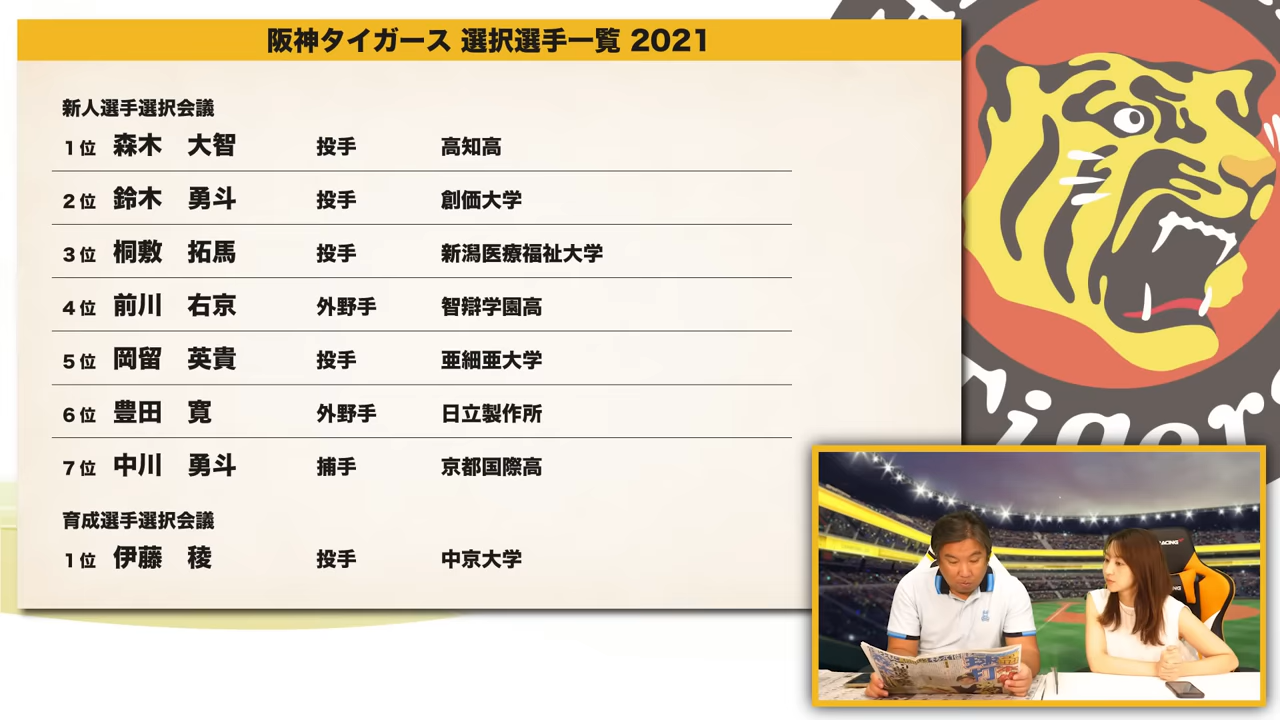 阪神タイガース 選択選手一覧 2021
新人選手選択会議
1位 森木 大智 投手 高知高
2位 鈴木 勇斗 投手 創価大学
3位 桐敷 拓馬 投手 新潟医療福祉大学
4位 前川 右京 外野手 智辯学園高
5位 岡留 英貴 投手 亜細亜大学
6位 豊田 寛 外野手 日立製作所
7位 中川 勇斗 捕手 京都国際高
育成選手選択会議
1位 伊藤 稜 投手 中京大学
Tigers